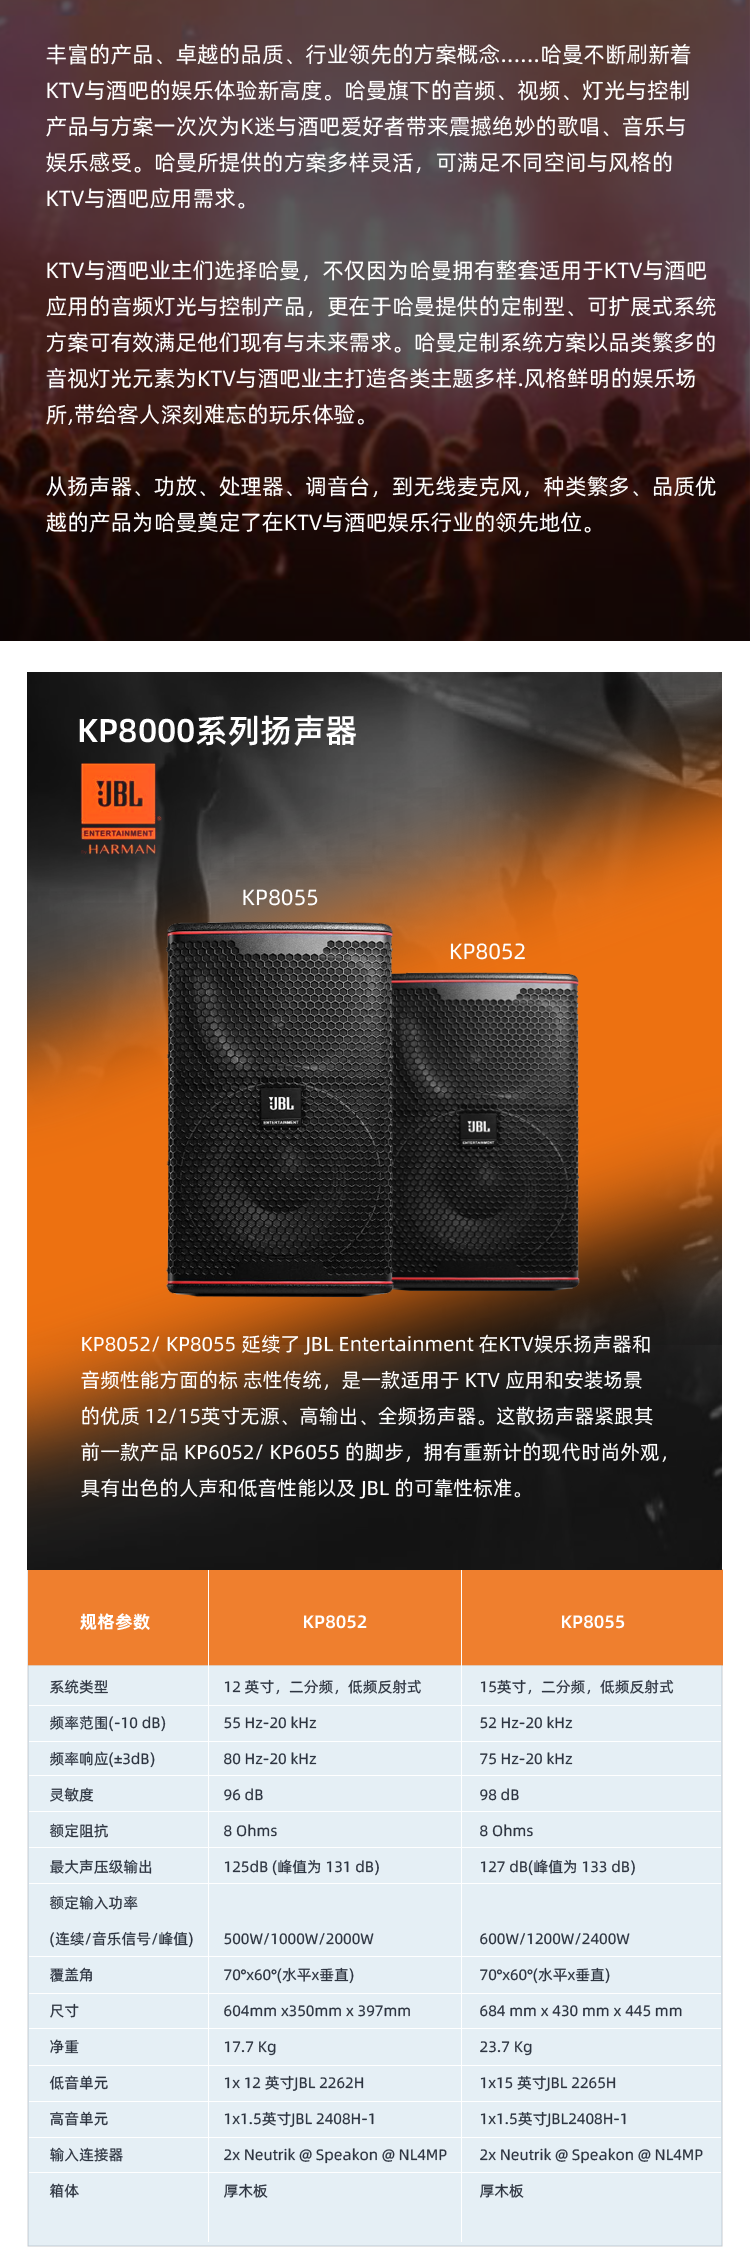 丰富的产品、卓越的品质、行业领先的方案概念......哈曼不断刷新着
KTV与酒吧的娱乐体验新高度。哈曼旗下的音频、视频、灯光与控制
产品与方案一次次为K迷与酒吧爱好者带来震撼绝妙的歌唱、音乐与
娱乐感受。哈曼所提供的方案多样灵活，可满足不同空间与风格的
KTV与酒吧应用需求。
KTV与酒吧业主们选择哈曼，不仅因为哈曼拥有整套适用于KTV与酒吧
应用的音频灯光与控制产品，更在于哈曼提供的定制型、可扩展式系统
方案可有效满足他们现有与未来需求。哈曼定制系统方案以品类繁多的
音视灯光元素为KTV与酒吧业主打造各类主题多样.风格鲜明的娱乐场
所,带给客人深刻难忘的玩乐体验。
从扬声器、功放、处理器、调音台，到无线麦克风，种类繁多、品质优
越的产品为哈曼奠定了在KTV与酒吧娱乐行业的领先地位。
KP8000系列扬声器
JBL
ENTERTAINMENT
HARMAN
KP8055
KP8052
JBL
ENTERTAINMENT
JBL
ENTERTAINMENT
KP8052/ KP8055 延续了 JBL Entertainment 在KTV娱乐扬声器和
音频性能方面的标 志性传统，是一款适用于 KTV 应用和安装场景
的优质 12/15英寸无源、高输出、全频扬声器。这散扬声器紧跟其
前一款产品 KP6052/ KP6055 的脚步，拥有重新计的现代时尚外观，
具有出色的人声和低音性能以及 JBL 的可靠性标准。
规格参数 KP8052 KP8055
系统类型 12 英寸，二分频，低频反射式 15英寸，二分频，低频反射式
频率范围(-10 dB) 55 Hz-20 kHz 52 Hz-20 kHz
频率响应(±3dB) 80 Hz-20 kHz 75 Hz-20 kHz
灵敏度 96 dB 98 dB
额定阻抗 8 Ohms 8 Ohms
最大声压级输出 125dB (峰值为 131 dB) 127 dB(峰值为 133 dB)
额定输入功率
(连续/音乐信号/峰值) 500W/1000W/2000W 600W/1200W/2400W
覆盖角 70°x60°(水平x垂直) 70°x60°(水平x垂直)
尺寸 604mm x350mm x 397mm 684 mm x 430 mm x 445 mm
净重 17.7 Kg 23.7 Kg
低音单元 1x 12 英寸JBL 2262H 1x15 英寸JBL 2265H
高音单元 1x1.5英寸JBL 2408H-1 1x1.5英寸JBL2408H-1
输入连接器 2x Neutrik @ Speakon @ NL4MP 2x Neutrik @ Speakon @ NL4MP
箱体 厚木板 厚木板